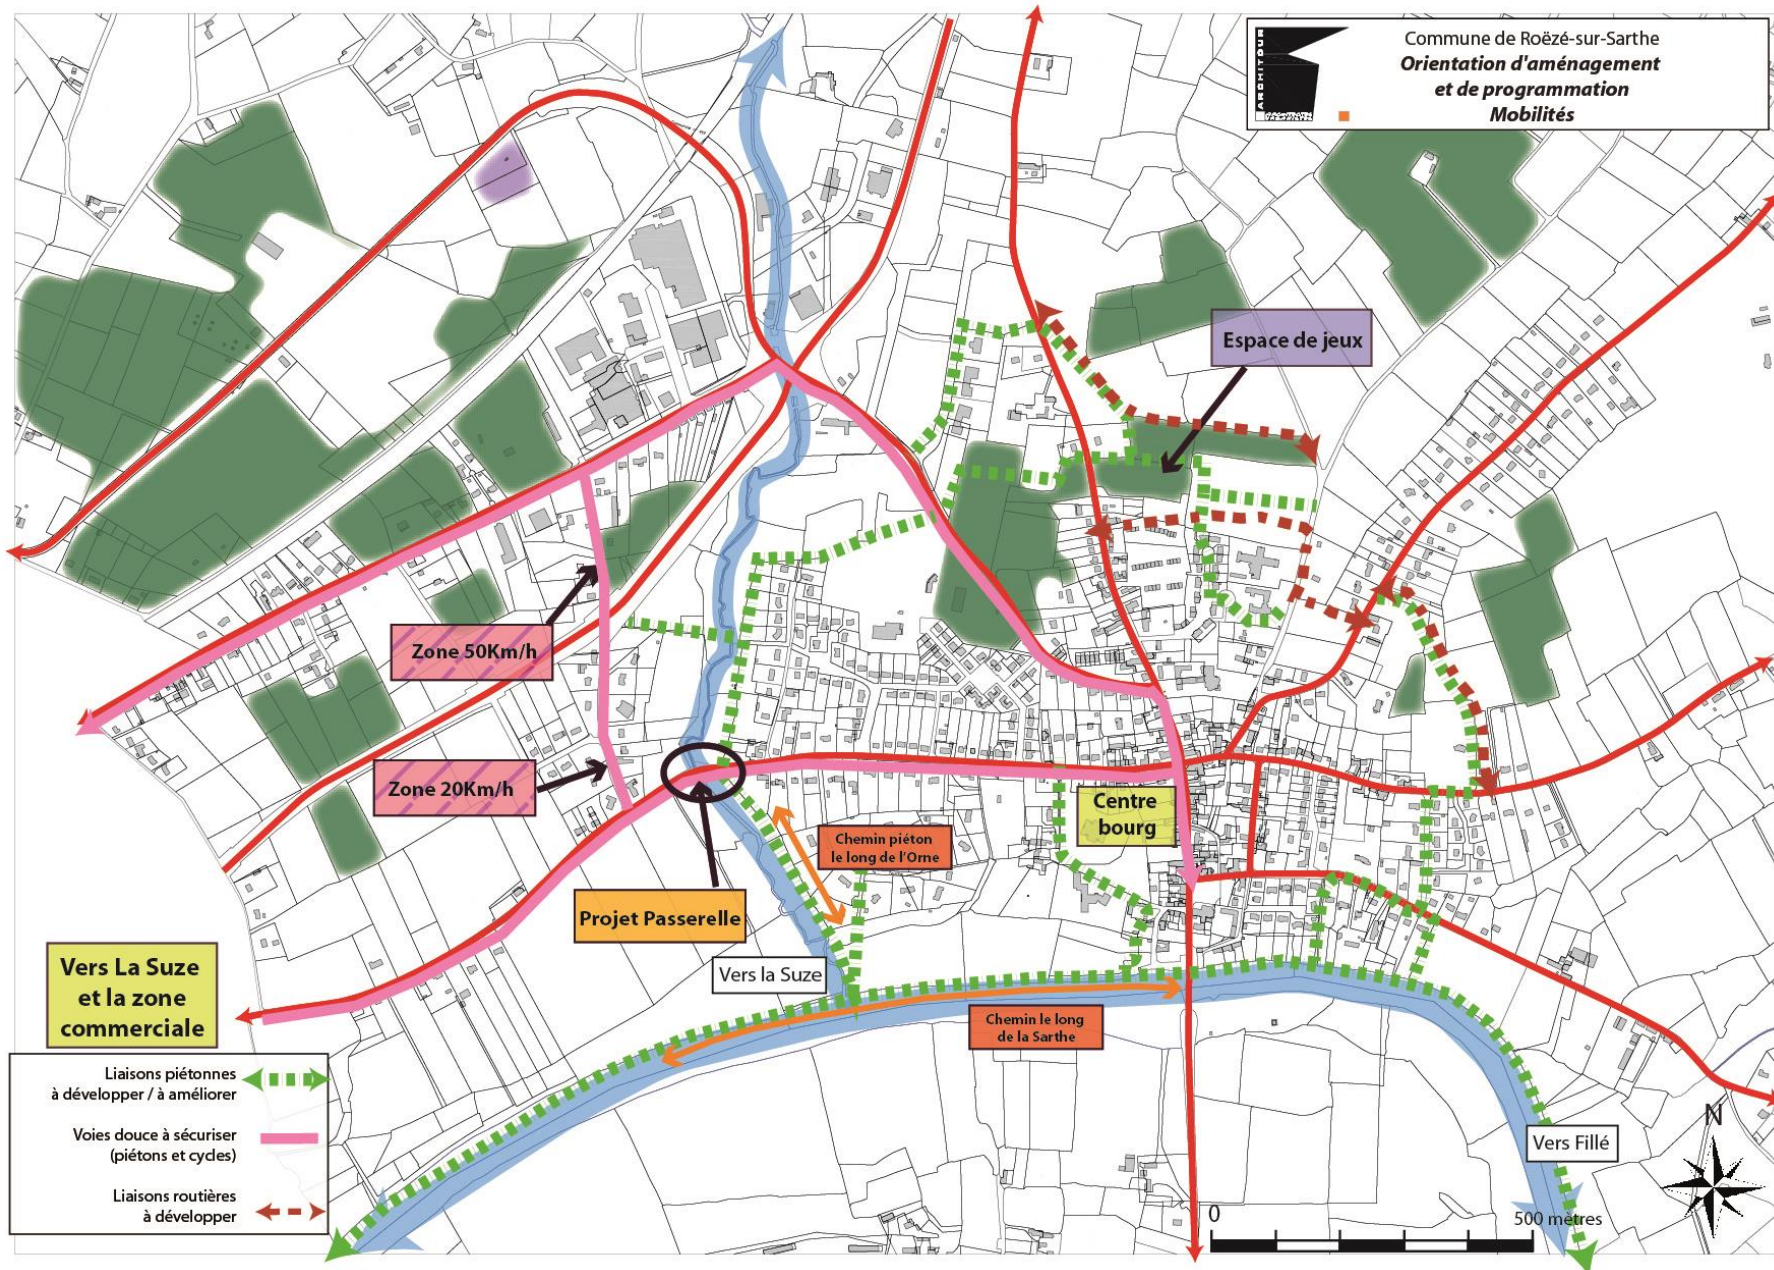 ARCHITOUR
Commune de Roëzé-sur-Sarthe
Orientation d'aménagement
et de programmation
Mobilités
Espace de jeux
Zone 50Km/h
Zone 20Km/h
Centre
bourg
Chemin piéton
le long de l'Orne
Projet Passerelle
Vers La Suze
et la zone
commerciale
Vers la Suze
Chemin le long
de la Sarthe
Liaisons piétonnes
à développer / à améliorer
Voies douce à sécuriser
(piétons et cycles)
Liaisons routières
à développer
Vers Fillé
N
0
500 mètres